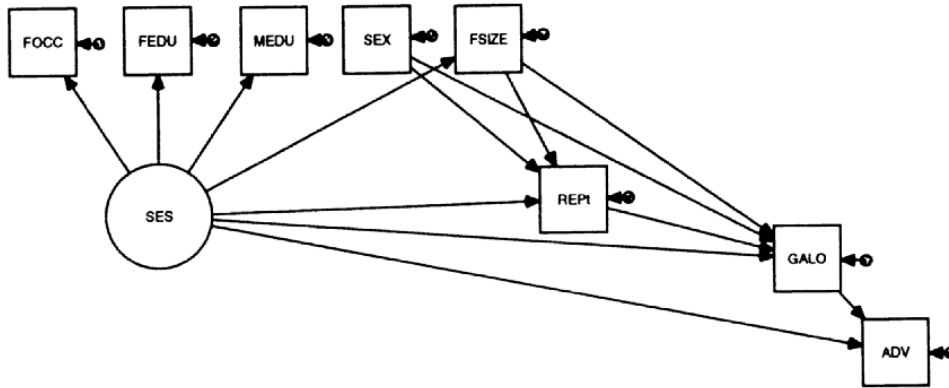 FOCC
FEDU
MEDU
SEX
FSIZE
SES
REPt
GALO
ADV